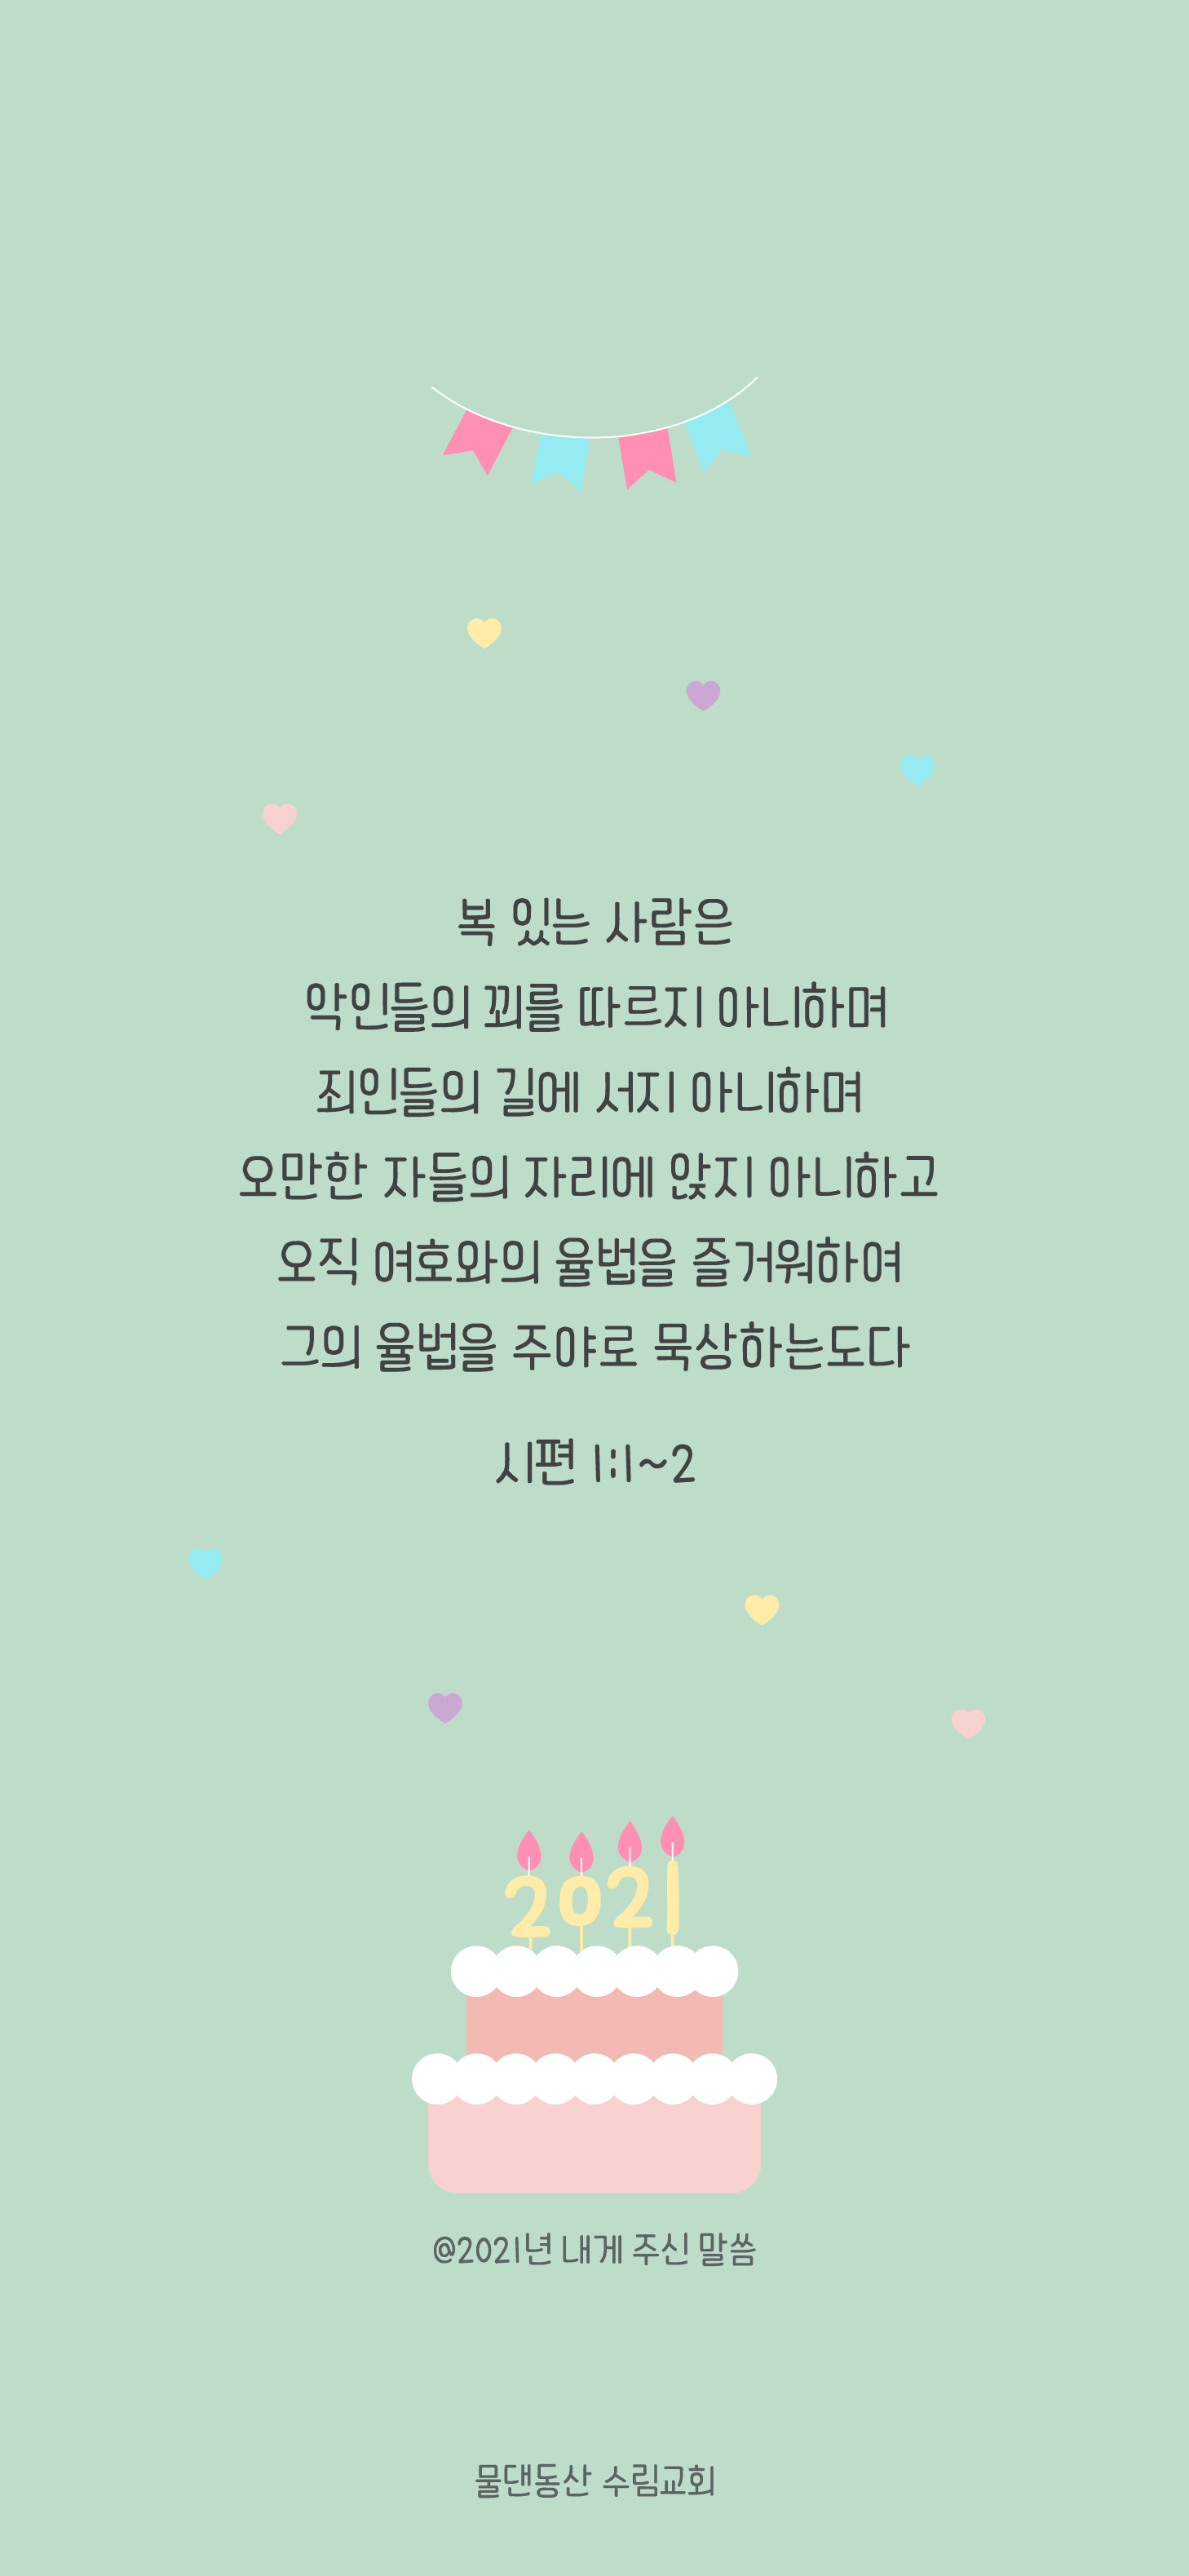 복 있는 사람은
악인들의 꾀를 따르지 아니하며
죄인들의 길에 서지 아니하며
오만한 자들의 자리에 앉지 아니하고
오직 여호와의 율법을 즐거워하여
그의 율법을 주야로 묵상하는도다
시편 1:1~2
2021
@2021년 내게 주신 말씀
물댄동산 수림교회